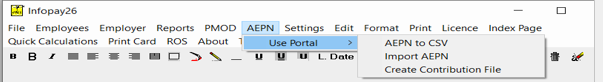 Infopay26
File Employees Employer Reports PMOD AEPN Settings Edit Format Print Licence Index Page
Quick Calculations Print Card ROS About Use Portal > AEPN to CSV
Import AEPN
B I U L. Date
Create Contribution File